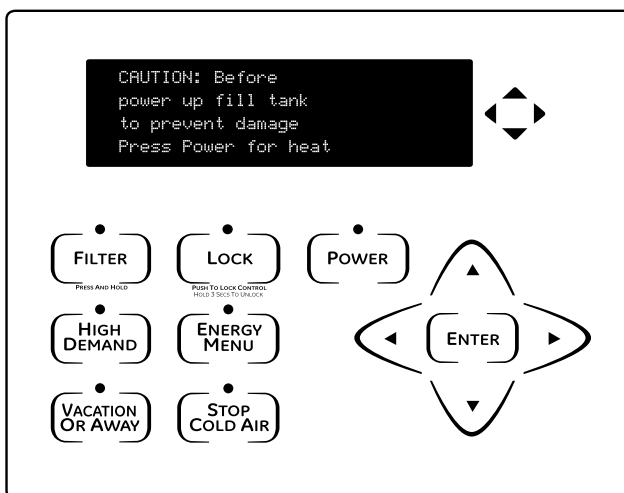 CAUTION: Before
power up fill tank
to prevent damage
Press Power for heat
FILTER
PRESS AND HOLD
LOCK
PUSH TO LOCK CONTROL
HOLD 3 SECS TO UNLOCK
POWER
HIGH
DEMAND
ENERGY
MENU
ENTER
VACATION
OR AWAY
STOP
COLD AIR